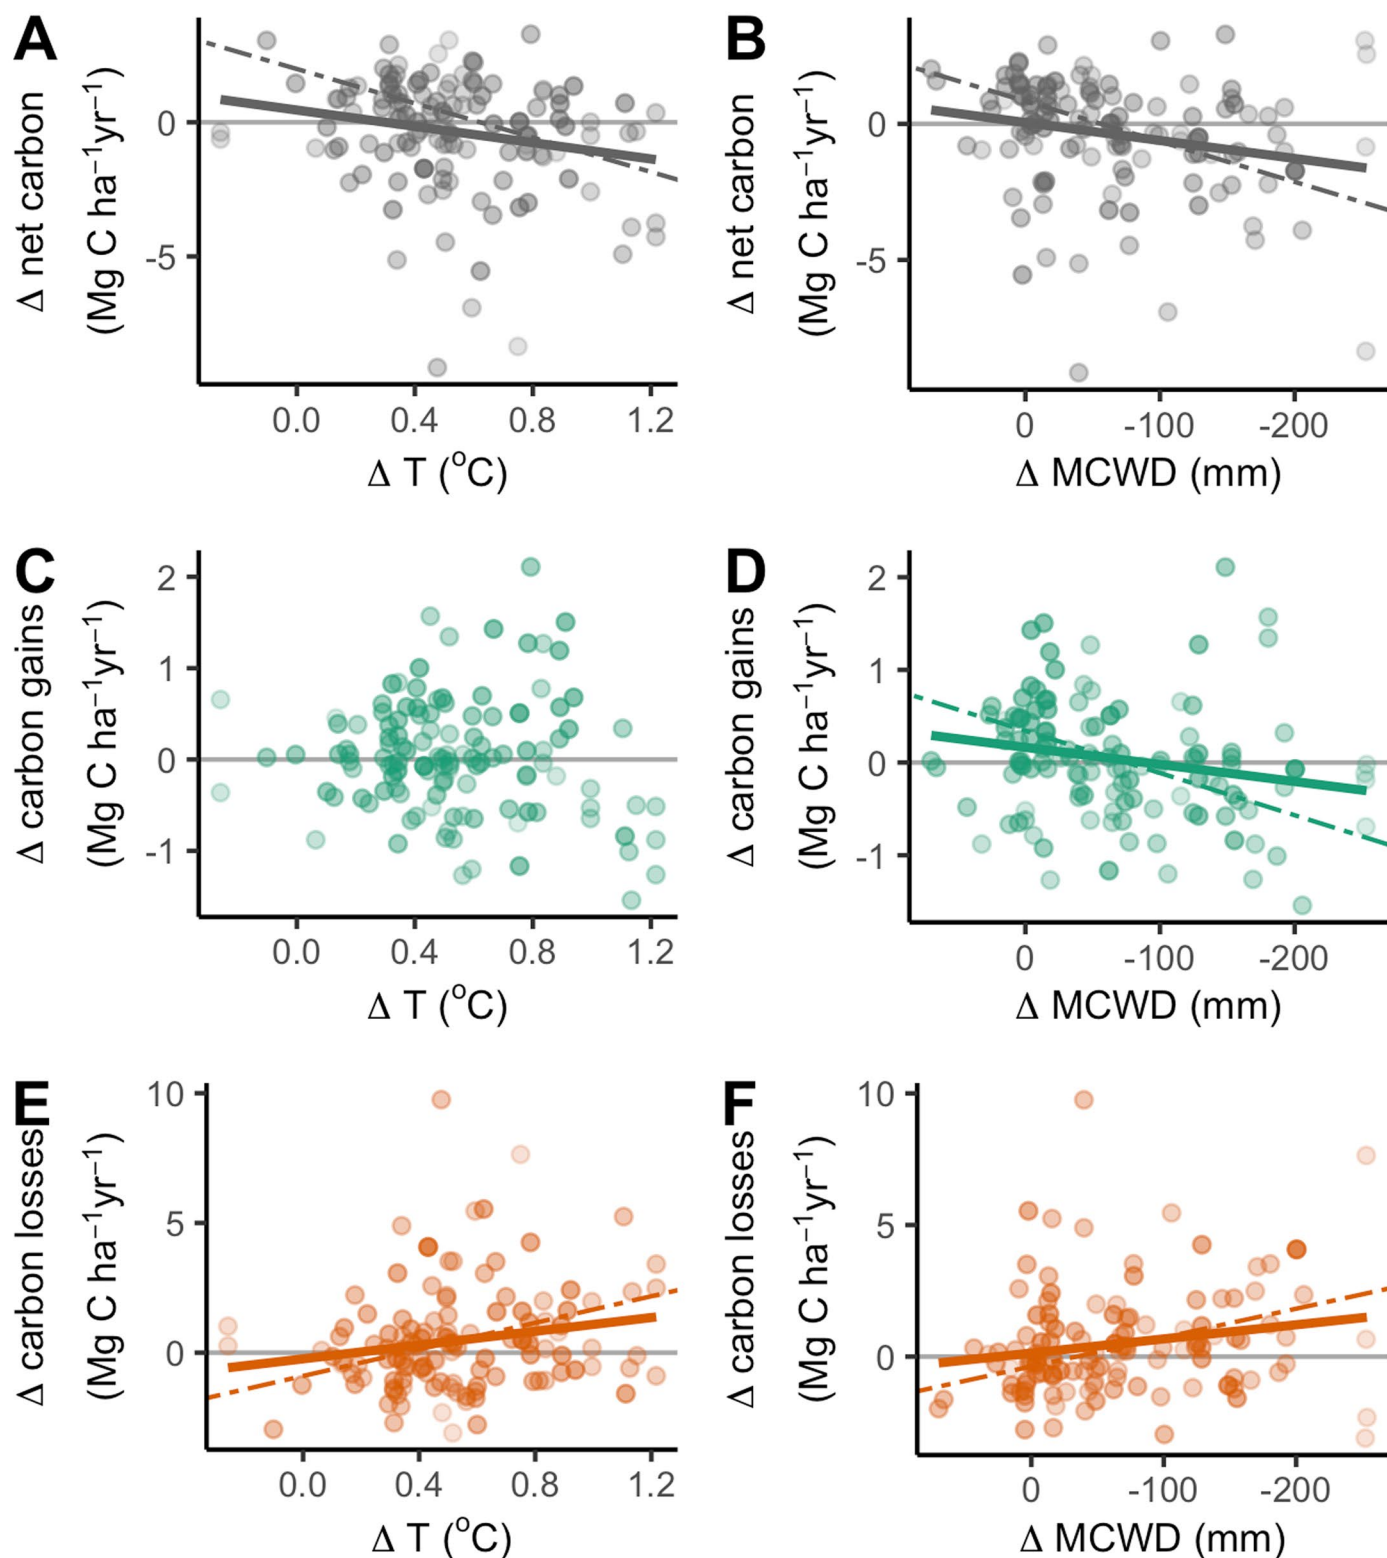 A
Δ net carbon
(Mg C ha⁻¹yr⁻¹)
0
-5
0.0 0.4 0.8 1.2
Δ T (°C)
B
Δ net carbon
(Mg C ha⁻¹yr⁻¹)
0
-5
0 -100 -200
Δ MCWD (mm)
C
Δ carbon gains
(Mg C ha⁻¹yr⁻¹)
2
1
0
-1
0.0 0.4 0.8 1.2
Δ T (°C)
D
Δ carbon gains
(Mg C ha⁻¹yr⁻¹)
2
1
0
-1
0 -100 -200
Δ MCWD (mm)
E
Δ carbon losses
(Mg C ha⁻¹yr⁻¹)
10
5
0
0.0 0.4 0.8 1.2
Δ T (°C)
F
Δ carbon losses
(Mg C ha⁻¹yr⁻¹)
10
5
0
0 -100 -200
Δ MCWD (mm)